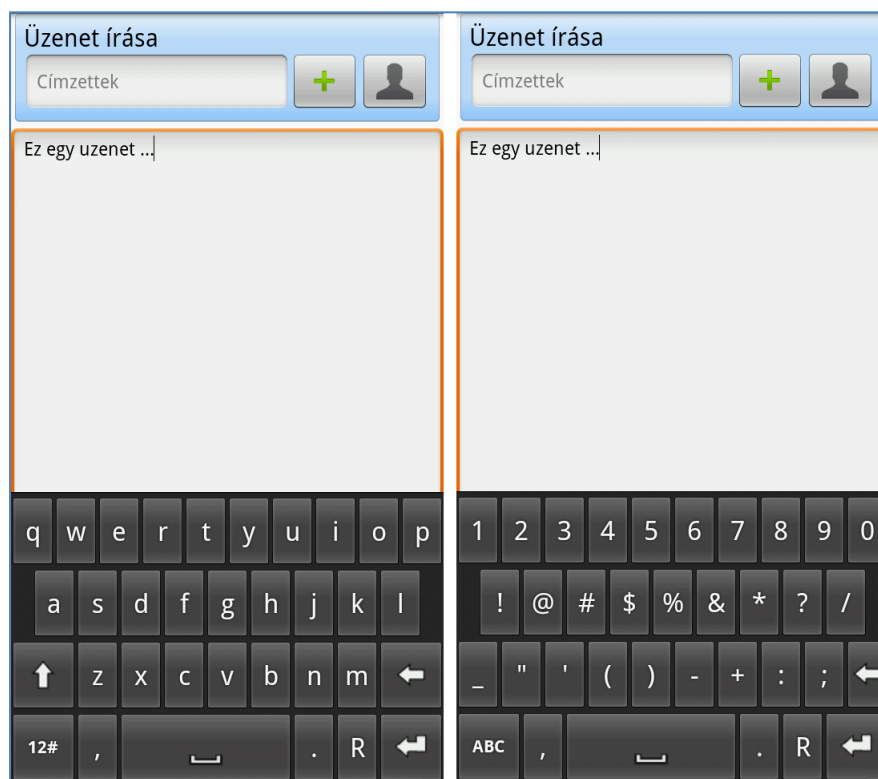 Üzenet írása
Címzettek
Ez egy uzenet ...
q w e r t y u i o p
a s d f g h j k l
z x c v b n m
12# , . R
Üzenet írása
Címzettek
Ez egy uzenet ...
1 2 3 4 5 6 7 8 9 0
! @ # $ % & * ? /
_ " ' ( ) - + : ;
ABC , . R